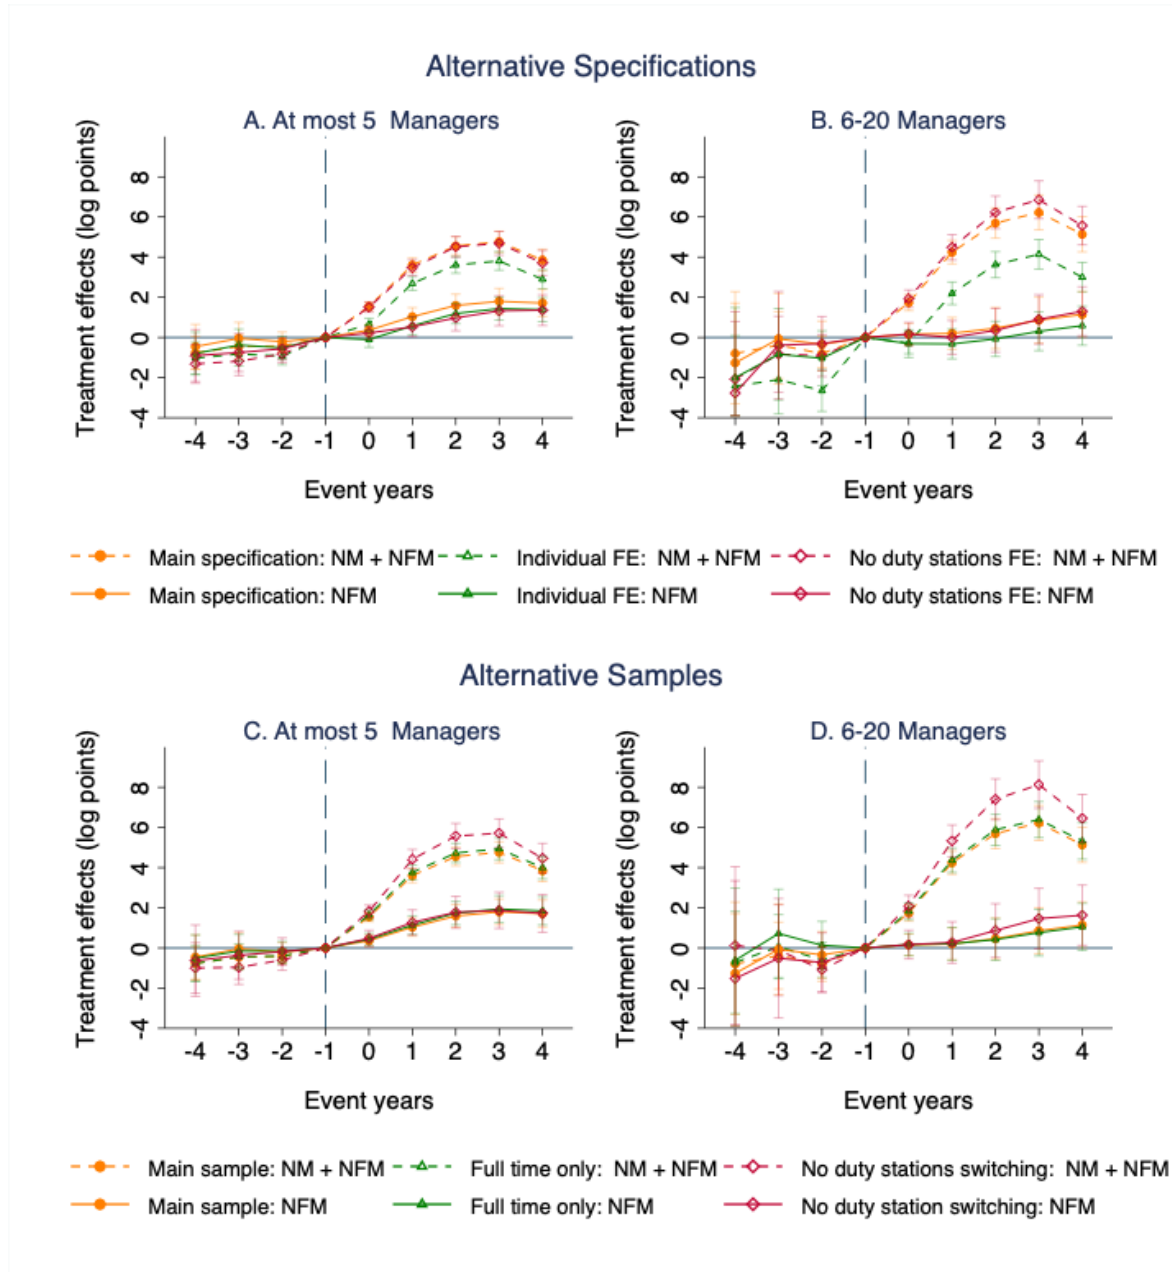 Alternative Specifications
A. At most 5 Managers
B. 6-20 Managers
Treatment effects (log points)
8
6
4
2
0
-2
-4
-4 -3 -2 -1 0 1 2 3 4
Event years
Treatment effects (log points)
8
6
4
2
0
-2
-4
-4 -3 -2 -1 0 1 2 3 4
Event years
Main specification: NM + NFM
Individual FE: NM + NFM
No duty stations FE: NM + NFM
Main specification: NFM
Individual FE: NFM
No duty stations FE: NFM
Alternative Samples
C. At most 5 Managers
D. 6-20 Managers
Treatment effects (log points)
8
6
4
2
0
-2
-4
-4 -3 -2 -1 0 1 2 3 4
Event years
Treatment effects (log points)
8
6
4
2
0
-2
-4
-4 -3 -2 -1 0 1 2 3 4
Event years
Main sample: NM + NFM
Full time only: NM + NFM
No duty stations switching: NM + NFM
Main sample: NFM
Full time only: NFM
No duty station switching: NFM